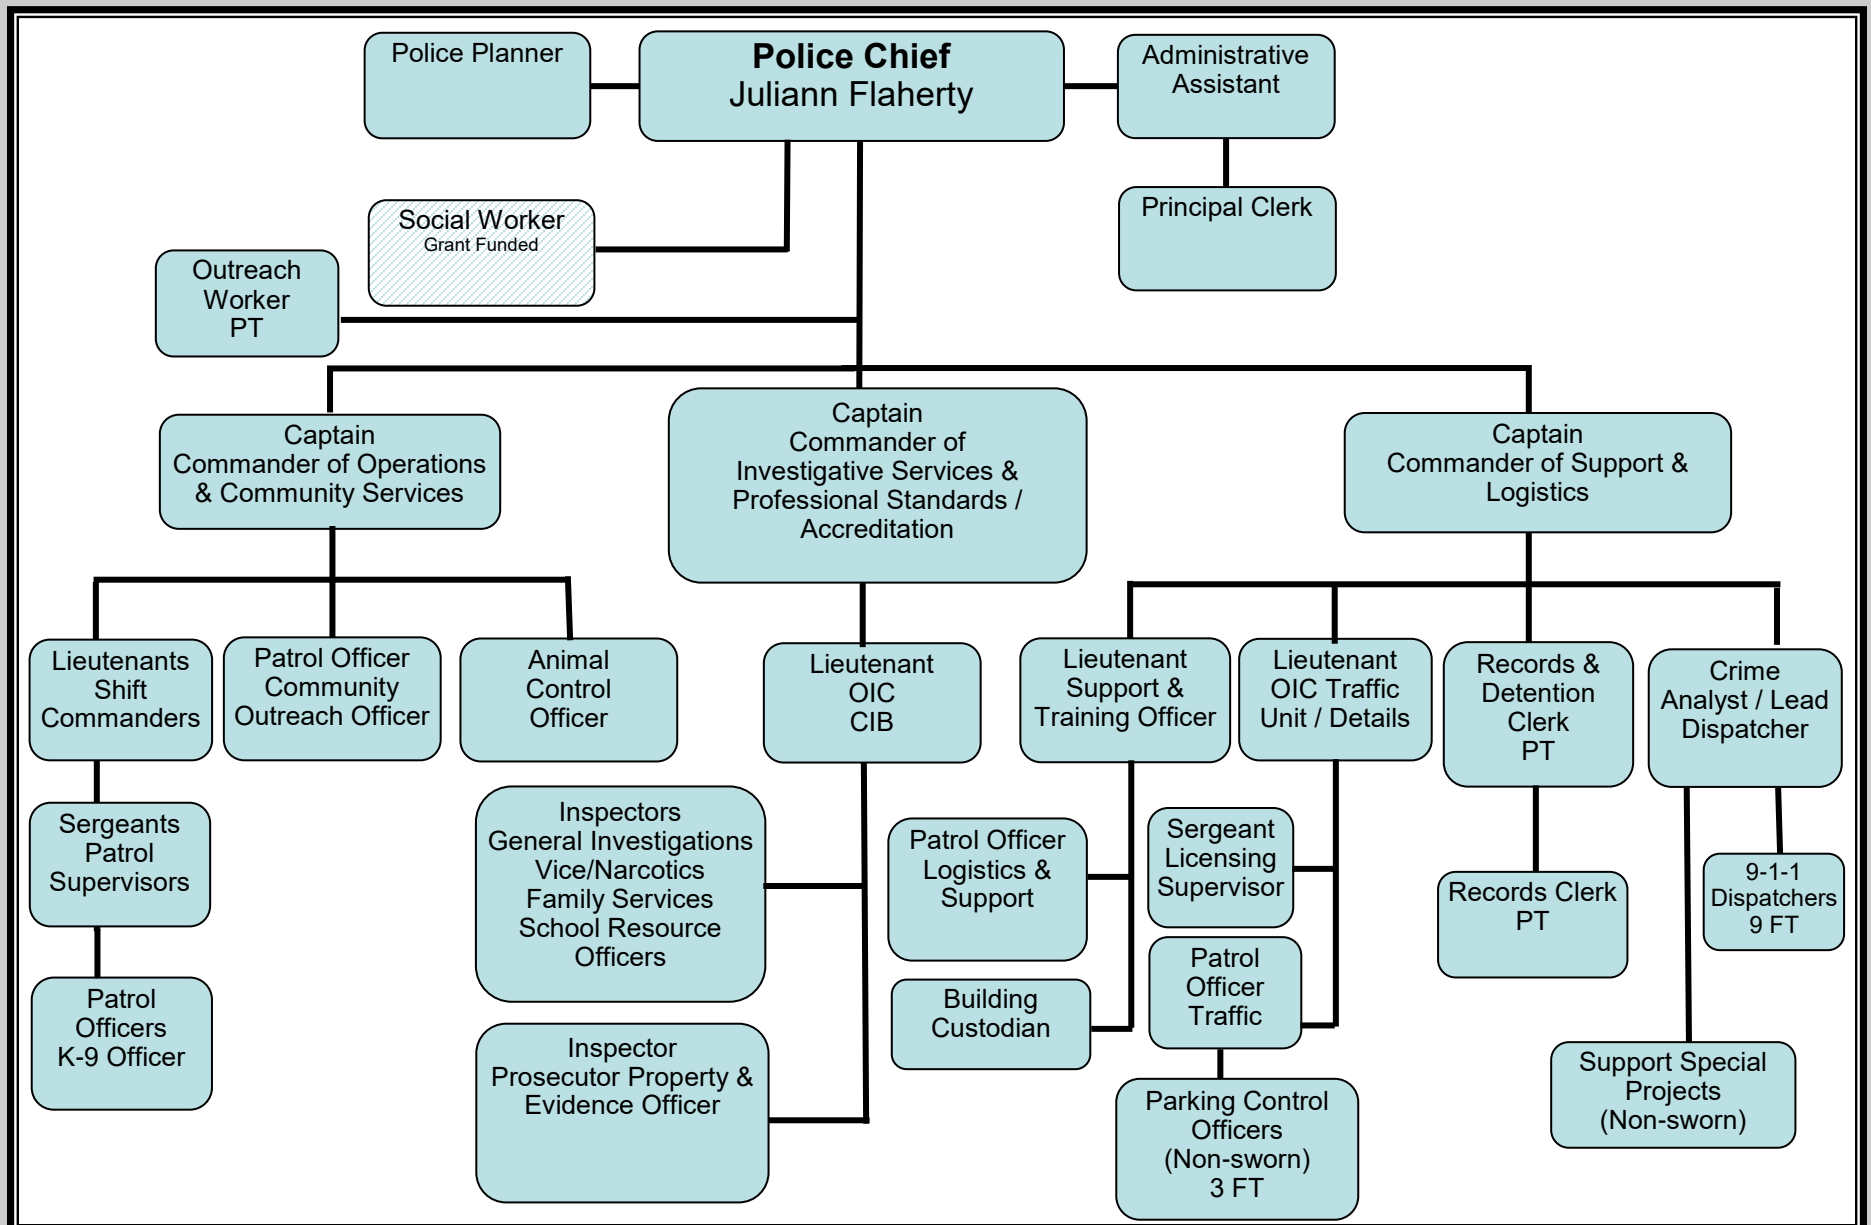 Police Planner
Police Chief
Juliann Flaherty
Administrative
Assistant
Social Worker
Grant Funded
Principal Clerk
Outreach
Worker
PT
Captain
Commander of Operations
& Community Services
Captain
Commander of
Investigative Services &
Professional Standards /
Accreditation
Captain
Commander of Support &
Logistics
Lieutenants
Shift
Commanders
Patrol Officer
Community
Outreach Officer
Animal
Control
Officer
Lieutenant
OIC
CIB
Lieutenant
Support &
Training Officer
Lieutenant
OIC Traffic
Unit / Details
Records &
Detention
Clerk
PT
Crime
Analyst / Lead
Dispatcher
Sergeants
Patrol
Supervisors
Inspectors
General Investigations
Vice/Narcotics
Family Services
School Resource
Officers
Patrol Officer
Logistics &
Support
Sergeant
Licensing
Supervisor
Records Clerk
PT
9-1-1
Dispatchers
9 FT
Patrol
Officers
K-9 Officer
Inspector
Prosecutor Property &
Evidence Officer
Building
Custodian
Patrol
Officer
Traffic
Parking Control
Officers
(Non-sworn)
3 FT
Support Special
Projects
(Non-sworn)